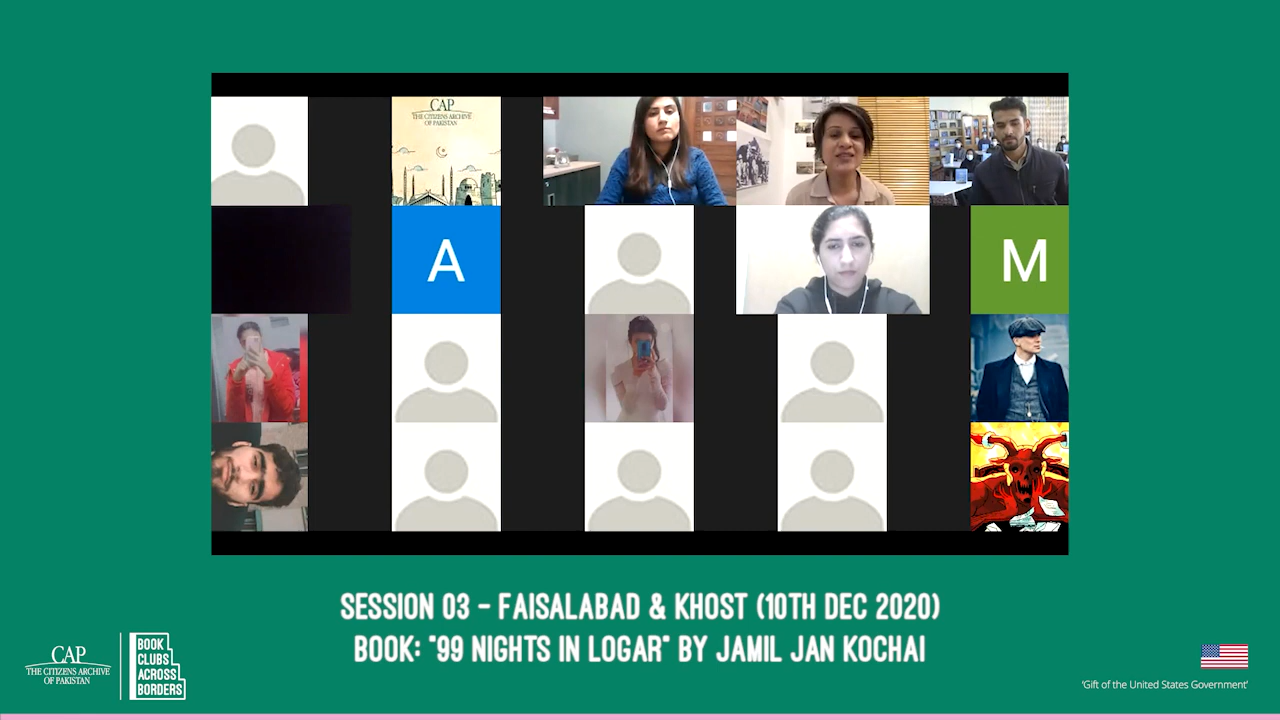 CAP
THE CITIZENS ARCHIVE
OF PAKISTAN
A
M
SESSION 03 - FAISALABAD & KHOST (10TH DEC 2020)
BOOK: "99 NIGHTS IN LOGAR" BY JAMIL JAN KOCHAI
CAP
THE CITIZENS ARCHIVE
OF PAKISTAN
BOOK
CLUBS
ACROSS
BORDERS
'Gift of the United States Government'